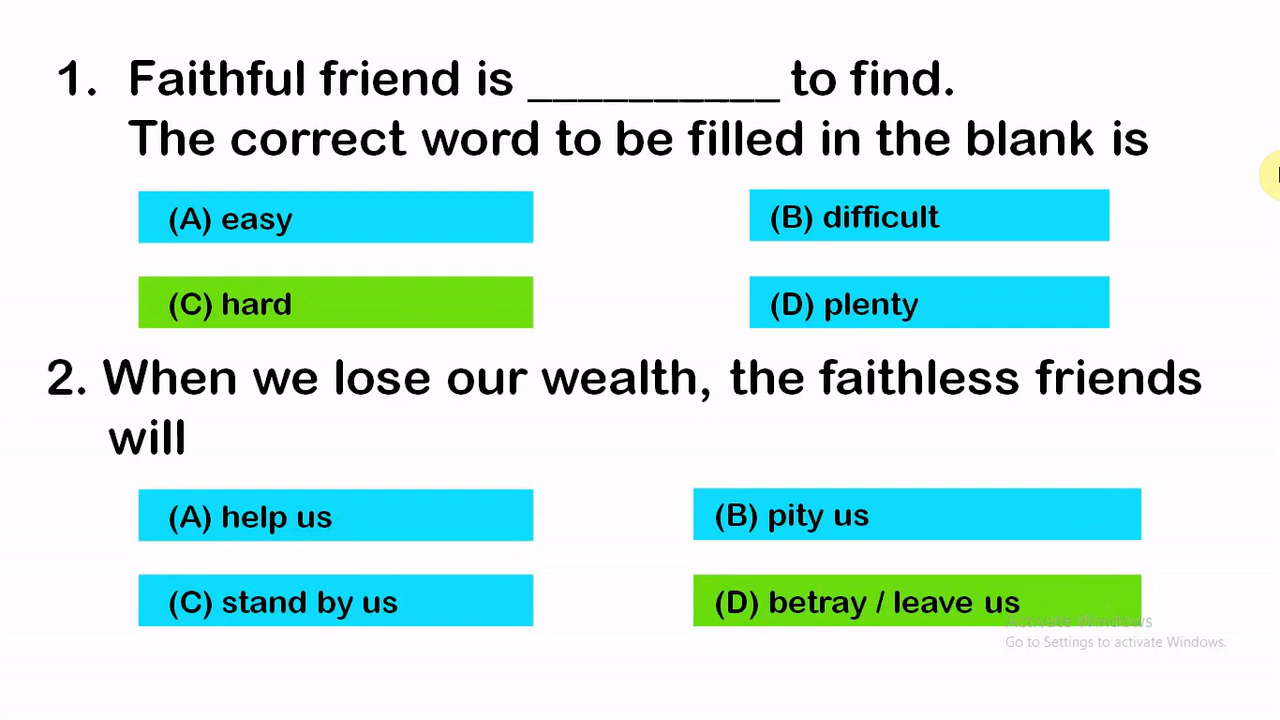 1. Faithful friend is __________ to find.
The correct word to be filled in the blank is
(A) easy
(B) difficult
(C) hard
(D) plenty
2. When we lose our wealth, the faithless friends
will
(A) help us
(B) pity us
(C) stand by us
(D) betray / leave us
Activate Windows
Go to Settings to activate Windows.